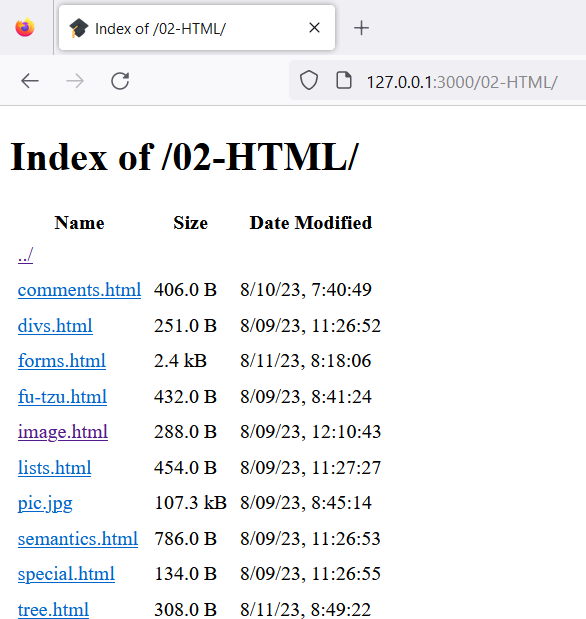 Index of /02-HTML/
127.0.0.1:3000/02-HTML/
Index of /02-HTML/
Name Size Date Modified
../
comments.html 406.0 B 8/10/23, 7:40:49
divs.html 251.0 B 8/09/23, 11:26:52
forms.html 2.4 kB 8/11/23, 8:18:06
fu-tzu.html 432.0 B 8/09/23, 8:41:24
image.html 288.0 B 8/09/23, 12:10:43
lists.html 454.0 B 8/09/23, 11:27:27
pic.jpg 107.3 kB 8/09/23, 8:45:14
semantics.html 786.0 B 8/09/23, 11:26:53
special.html 134.0 B 8/09/23, 11:26:55
tree.html 308.0 B 8/11/23, 8:49:22